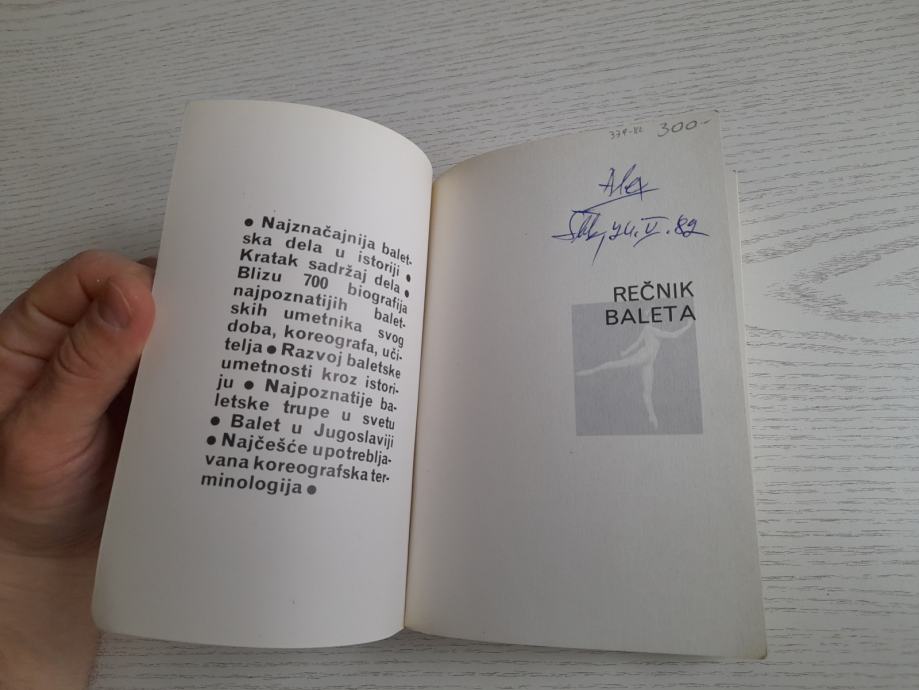 ● Najznačajnija balet-
ska dela u istoriji ●
Kratak sadržaj dela ●
Blizu 700 biografija
najpoznatijih balet-
skih umetnika svog
doba, koreografa, uči-
telja ● Razvoj baletske
umetnosti kroz istori-
ju ● Najpoznatije ba-
letske trupe u svetu
● Balet u Jugoslaviji
● Najčešće upotreblja-
vana koreografska ter-
minologija ●
300-
Alex
V. 82
REČNIK
BALETA